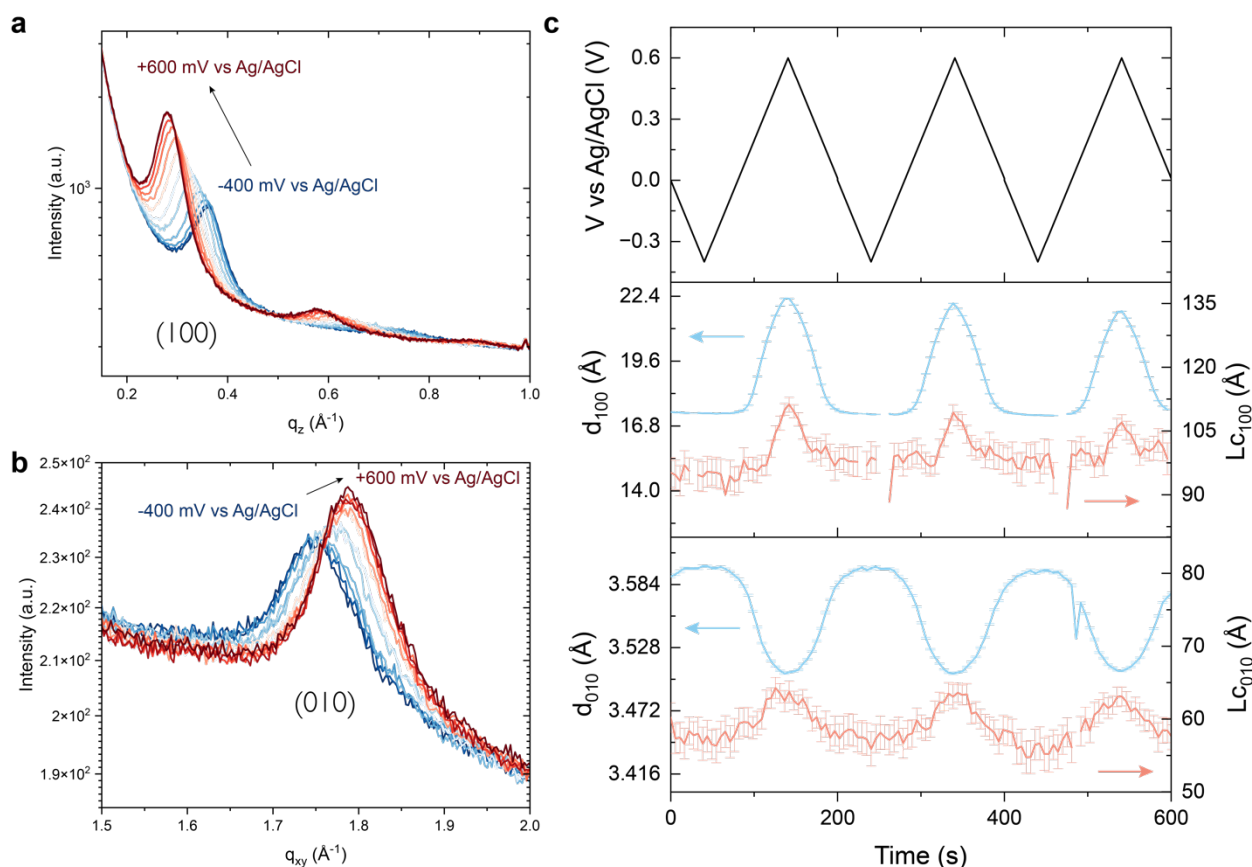 a
+600 mV vs Ag/AgCl
-400 mV vs Ag/AgCl
(100)
Intensity (a.u.)
10³
0.2 0.4 0.6 0.8 1.0
q_z (Å⁻¹)
b
+600 mV vs Ag/AgCl
-400 mV vs Ag/AgCl
(010)
Intensity (a.u.)
2.5×10²
2.4×10²
2.3×10²
2.2×10²
2.1×10²
2×10²
1.9×10²
1.5 1.6 1.7 1.8 1.9 2.0
q_xy (Å⁻¹)
c
V vs Ag/AgCl (V)
0.6
0.3
0.0
−0.3
d₁₀₀ (Å)
22.4
19.6
16.8
14.0
Lc₁₀₀ (Å)
135
120
105
90
d₀₁₀ (Å)
3.584
3.528
3.472
3.416
Lc₀₁₀ (Å)
80
70
60
50
0 200 400 600
Time (s)